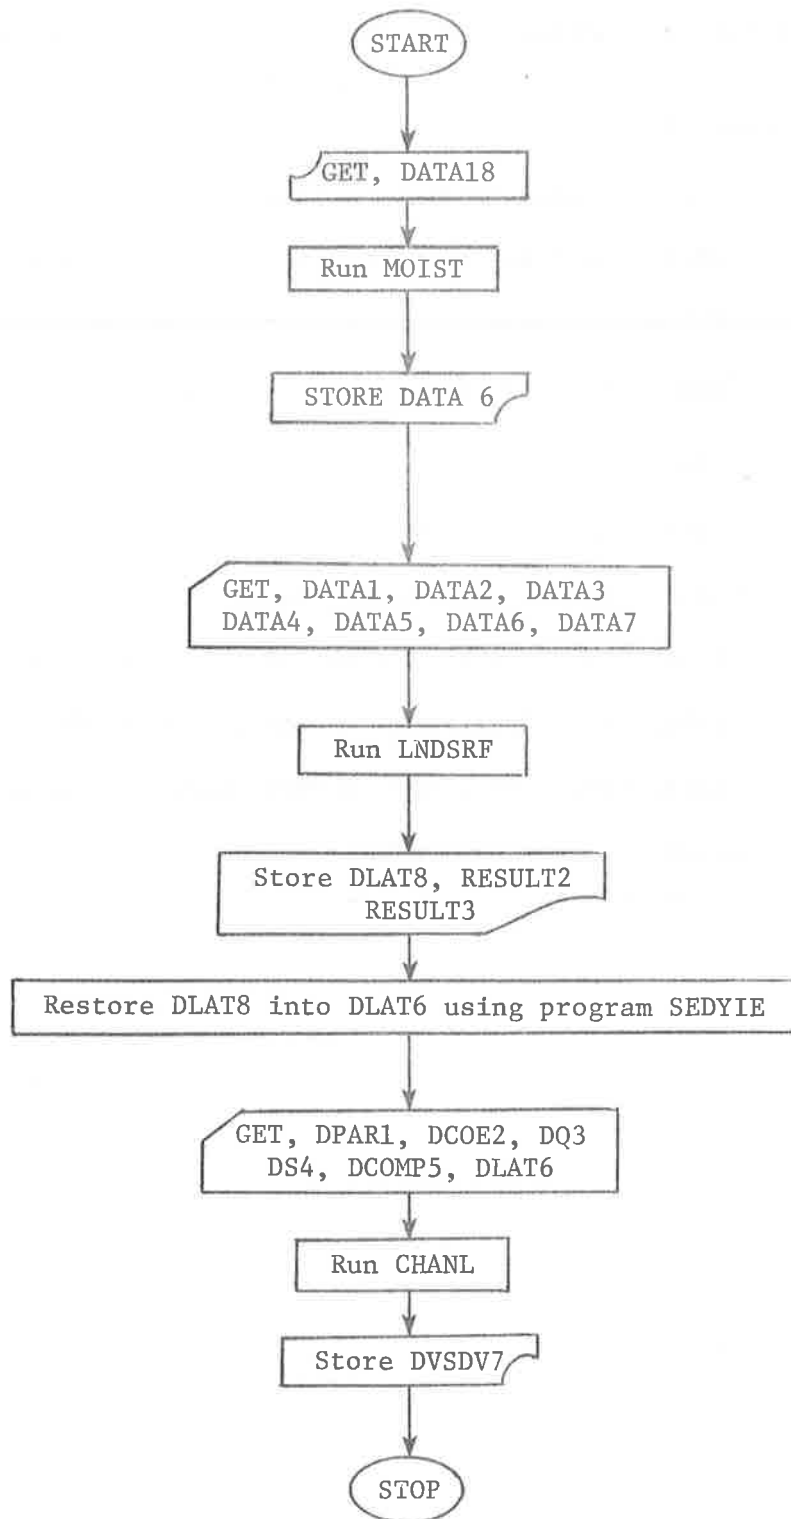 START
GET, DATA18
Run MOIST
STORE DATA 6
GET, DATA1, DATA2, DATA3
DATA4, DATA5, DATA6, DATA7
Run LNDSRF
Store DLAT8, RESULT2
RESULT3
Restore DLAT8 into DLAT6 using program SEDYIE
GET, DPAR1, DCOE2, DQ3
DS4, DCOMP5, DLAT6
Run CHANL
Store DVSDV7
STOP